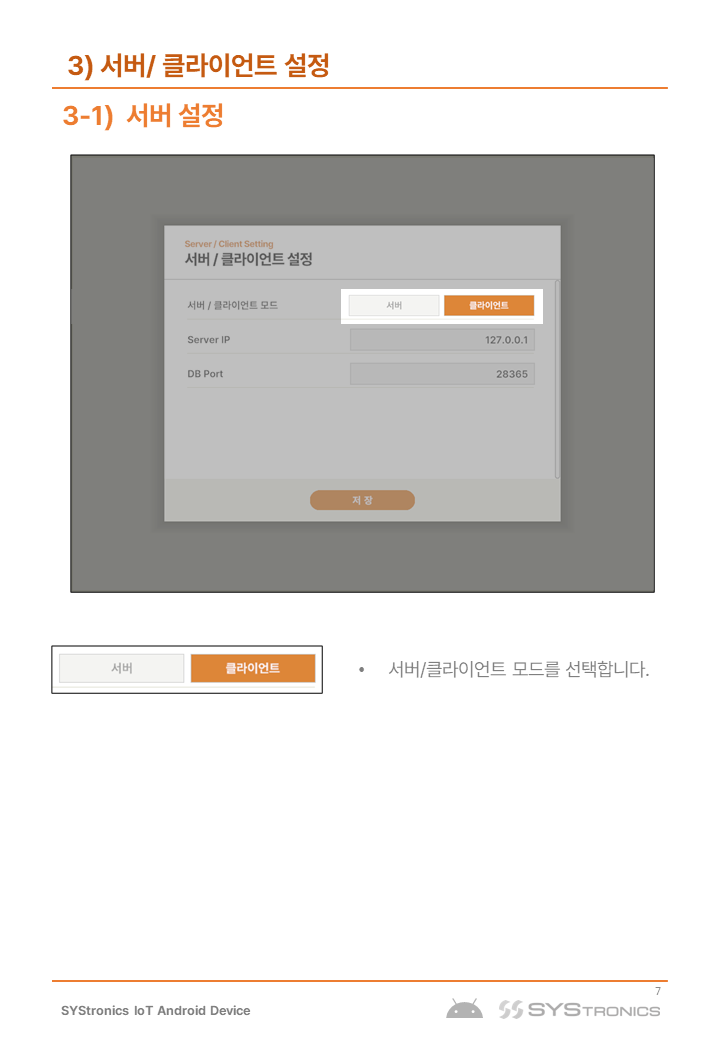 3) 서버/ 클라이언트 설정
3-1) 서버 설정
Server / Client Setting
서버 / 클라이언트 설정
서버 / 클라이언트 모드
서버
클라이언트
Server IP
127.0.0.1
DB Port
28365
저 장
서버
클라이언트
• 서버/클라이언트 모드를 선택합니다.
7
SYStronics IoT Android Device
SYSTRONICS